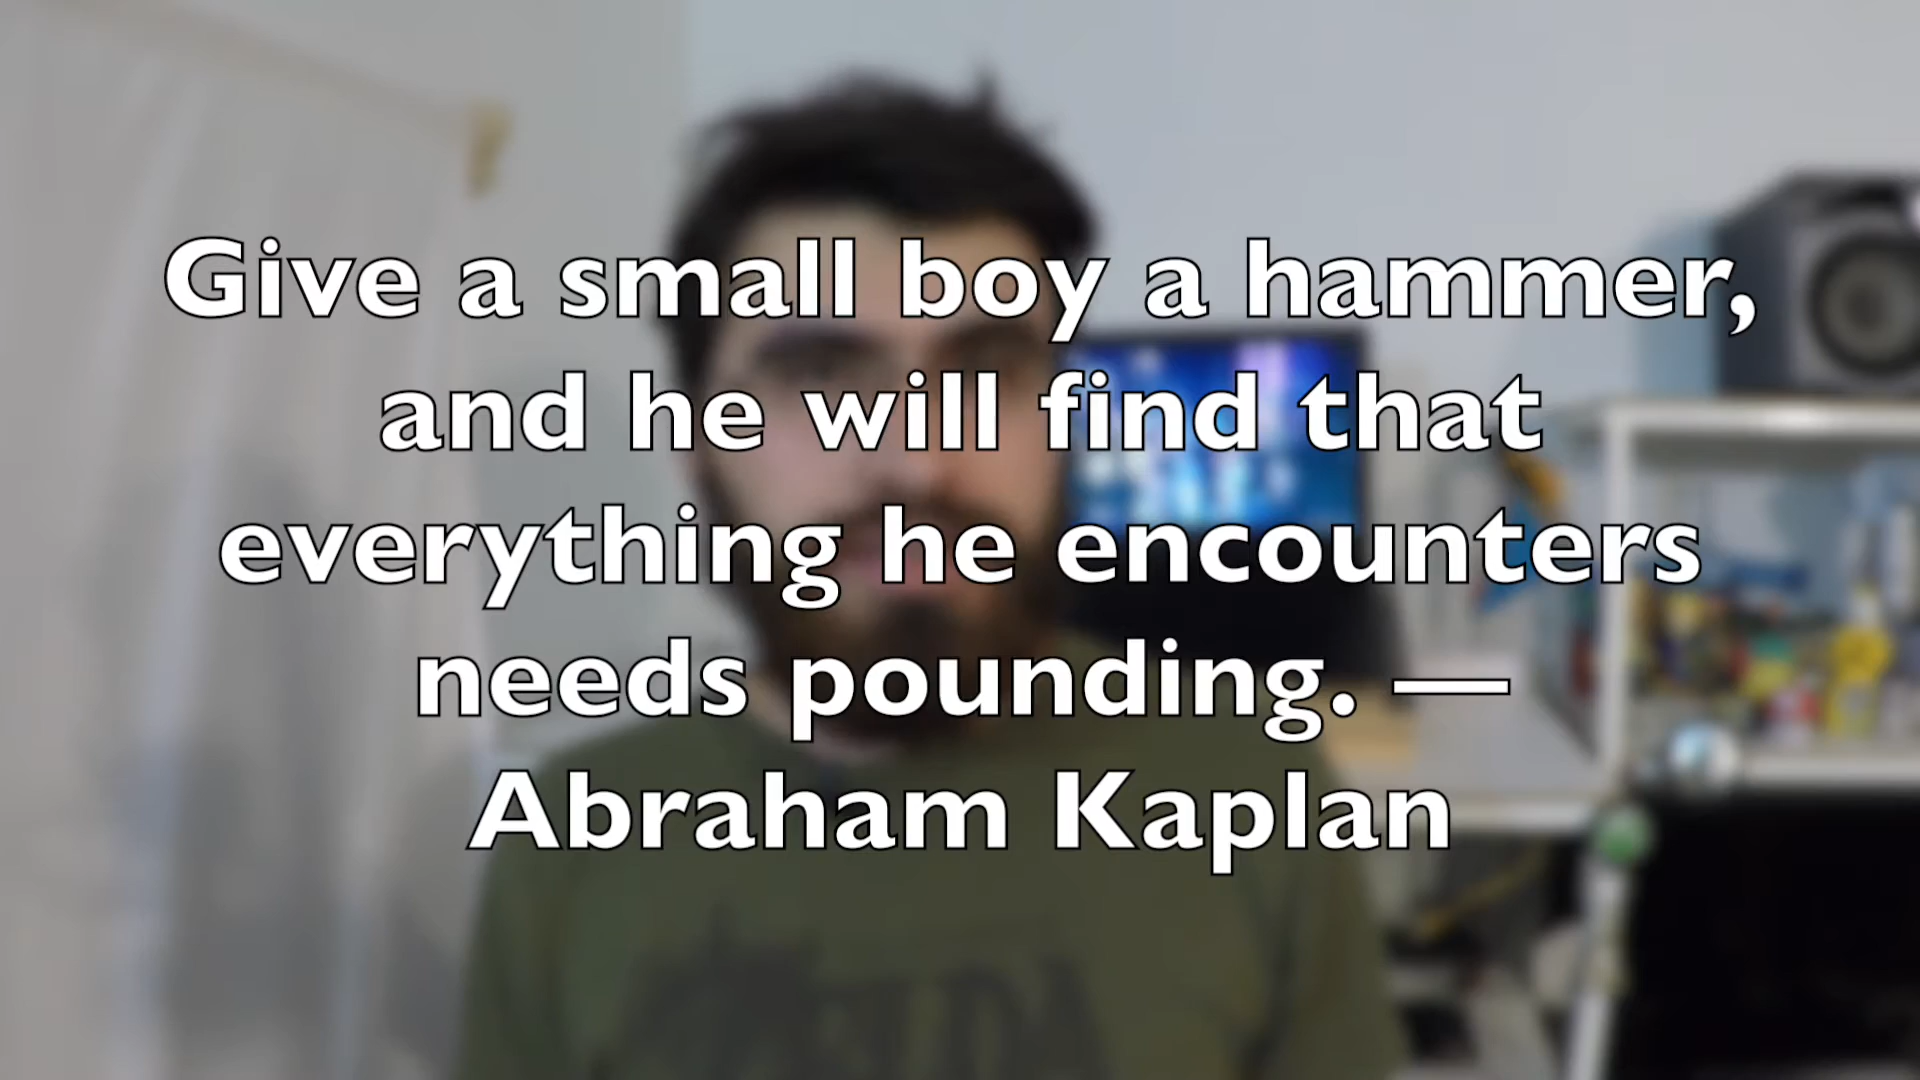 Give a small boy a hammer,
and he will find that
everything he encounters
needs pounding. —
Abraham Kaplan